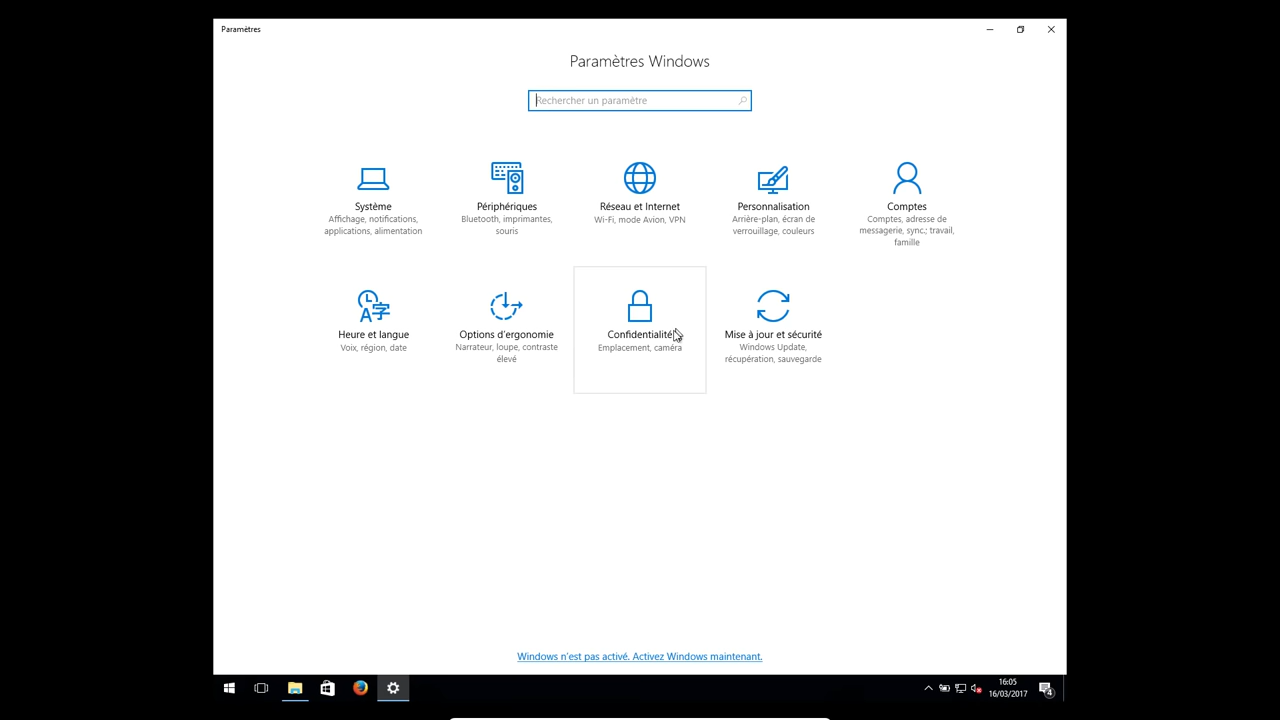 Paramètres
Paramètres Windows
Rechercher un paramètre
Système
Affichage, notifications,
applications, alimentation
Périphériques
Bluetooth, imprimantes,
souris
Réseau et Internet
Wi-Fi, mode Avion, VPN
Personnalisation
Arrière-plan, écran de
verrouillage, couleurs
Comptes
Comptes, adresse de
messagerie, sync.; travail,
famille
Heure et langue
Voix, région, date
Options d'ergonomie
Narrateur, loupe, contraste
élevé
Confidentialité
Emplacement, caméra
Mise à jour et sécurité
Windows Update,
récupération, sauvegarde
Windows n'est pas activé. Activez Windows maintenant.
16:05
16/03/2017
4